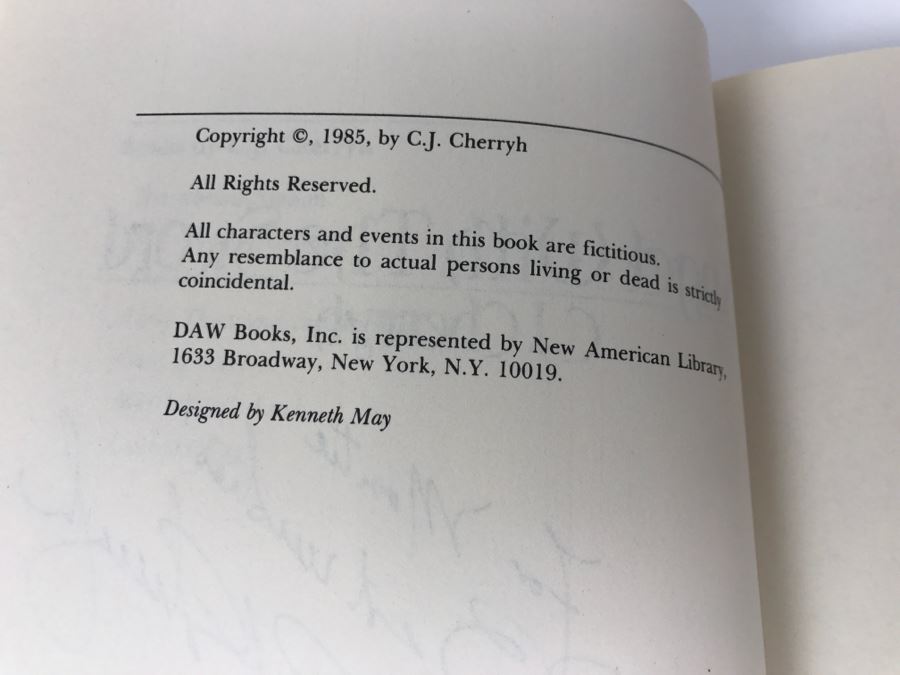 Copyright ©, 1985, by C.J. Cherryh
All Rights Reserved.
All characters and events in this book are fictitious.
Any resemblance to actual persons living or dead is strictly
coincidental.
DAW Books, Inc. is represented by New American Library,
1633 Broadway, New York, N.Y. 10019.
Designed by Kenneth May